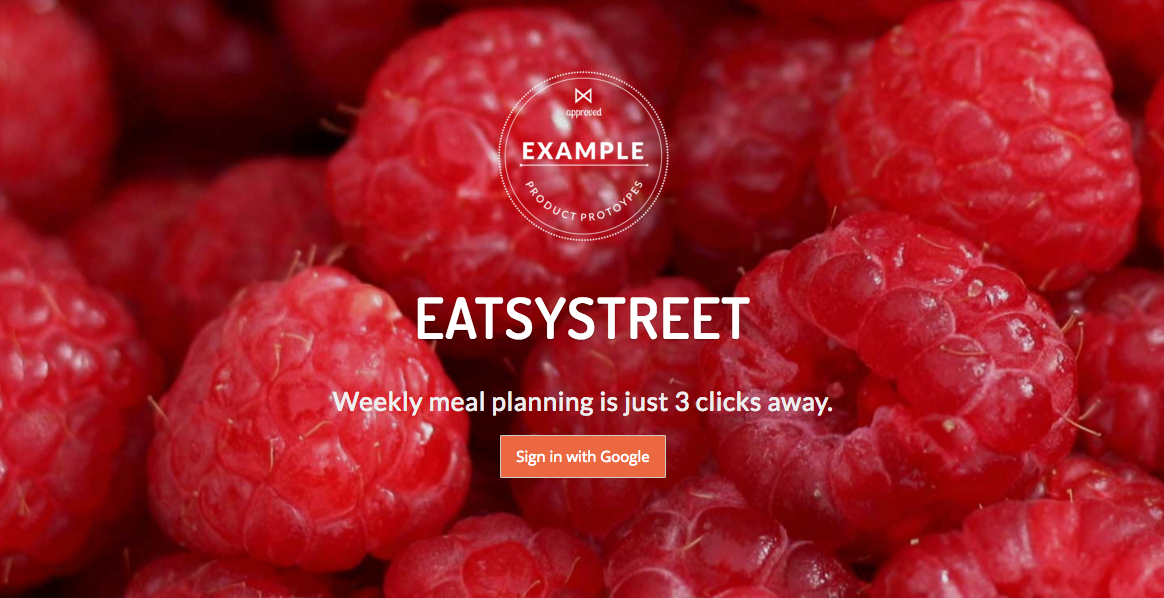 approved
EXAMPLE
PRODUCT PROTOYPES
EATSYSTREET
Weekly meal planning is just 3 clicks away.
Sign in with Google